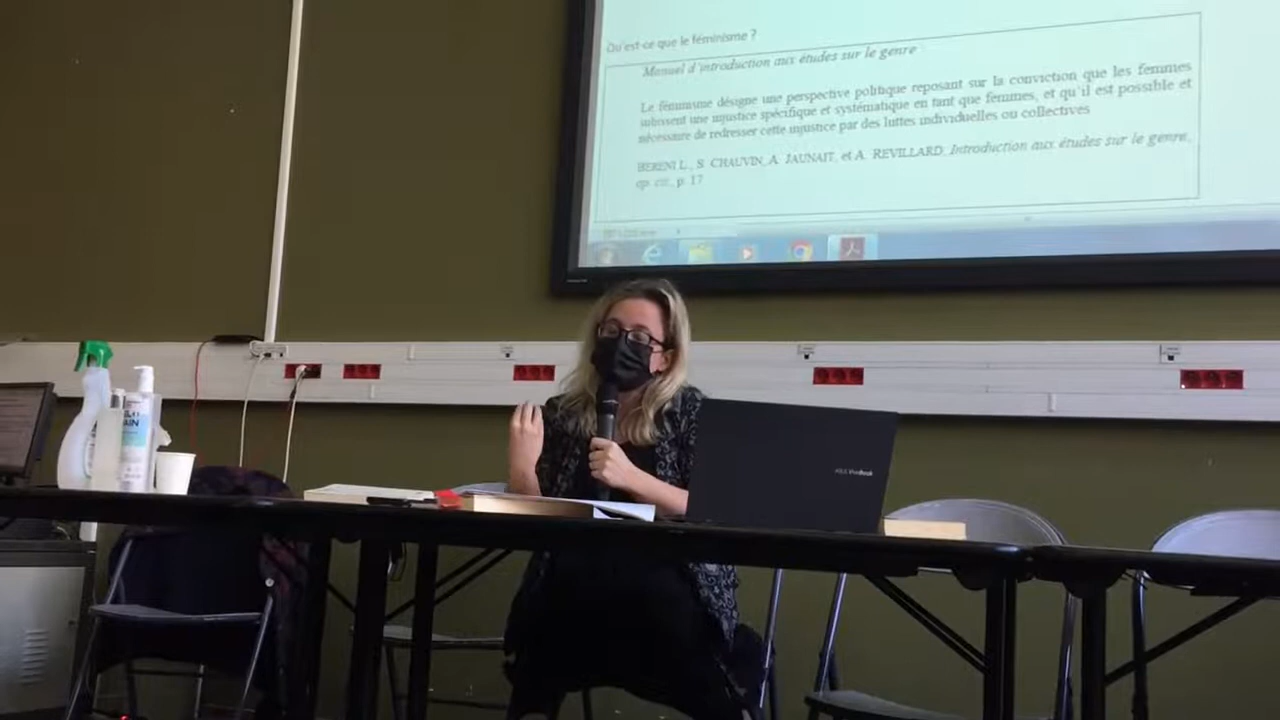 Qu'est-ce que le féminisme ?
Manuel d'introduction aux études sur le genre
Le féminisme désigne une perspective politique reposant sur la conviction que les femmes
subissent une injustice spécifique et systématique en tant que femmes, et qu'il est possible et
nécessaire de redresser cette injustice par des luttes individuelles ou collectives
BERENI L., S. CHAUVIN, A. JAUNAIT, et A. REVILLARD, Introduction aux études sur le genre,
op. cit., p. 17
ASUS VivoBook